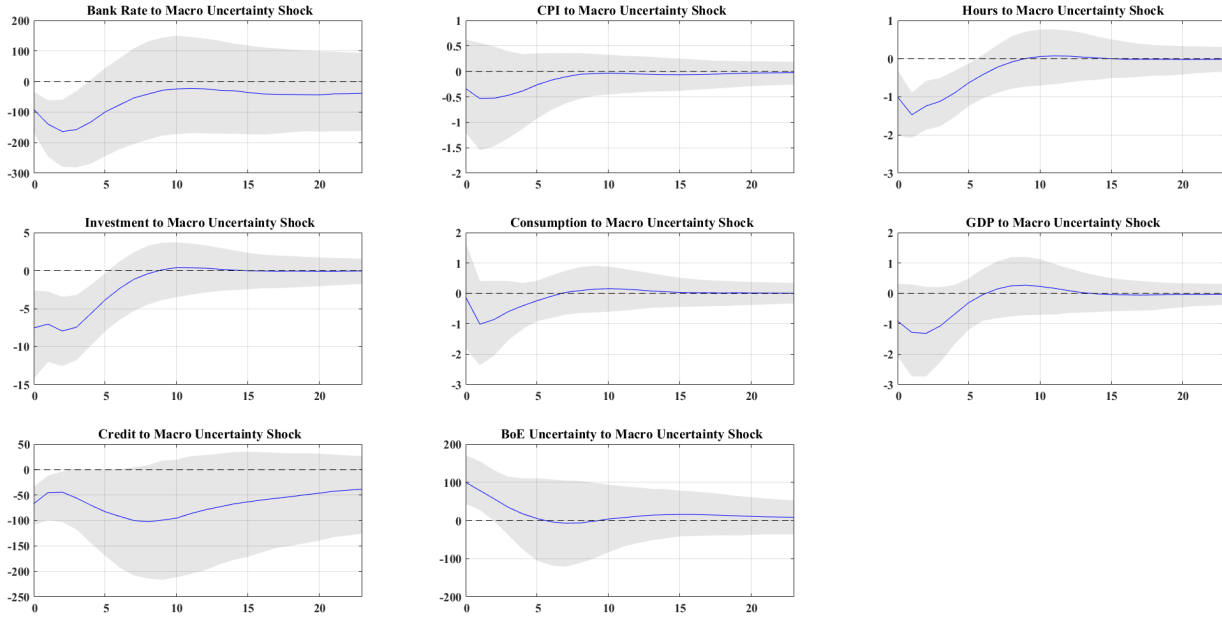 Bank Rate to Macro Uncertainty Shock
200
100
0
-100
-200
-300
0 5 10 15 20
CPI to Macro Uncertainty Shock
1
0.5
0
-0.5
-1
-1.5
-2
0 5 10 15 20
Hours to Macro Uncertainty Shock
1
0
-1
-2
-3
0 5 10 15 20
Investment to Macro Uncertainty Shock
5
0
-5
-10
-15
0 5 10 15 20
Consumption to Macro Uncertainty Shock
2
1
0
-1
-2
-3
0 5 10 15 20
GDP to Macro Uncertainty Shock
2
1
0
-1
-2
-3
0 5 10 15 20
Credit to Macro Uncertainty Shock
50
0
-50
-100
-150
-200
-250
0 5 10 15 20
BoE Uncertainty to Macro Uncertainty Shock
200
100
0
-100
-200
0 5 10 15 20